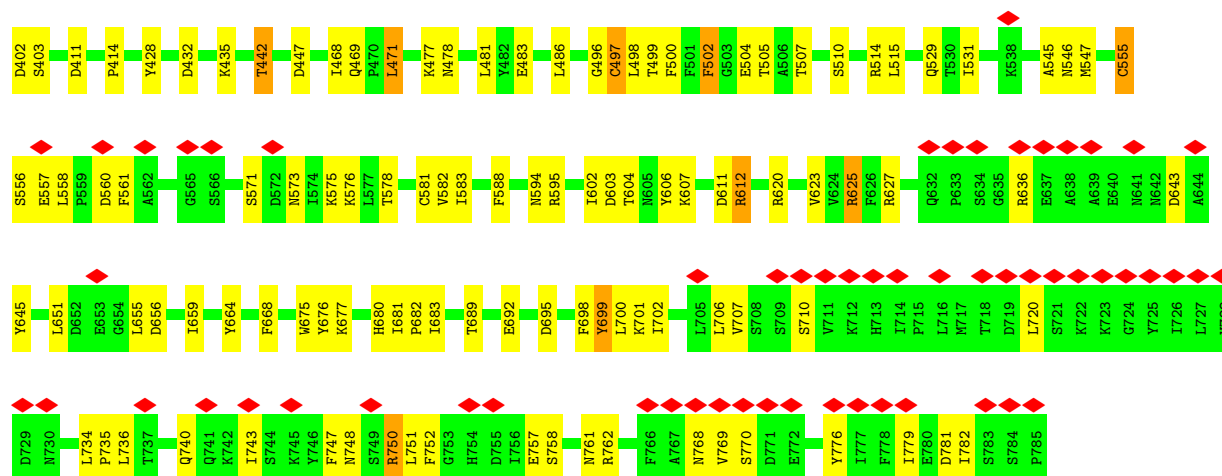 D402 S403 D411 P414 Y428 D432 K435 T442 D447 I468 Q469 P470 L471 K477 N478 L481 Y482 E483 L486 G496 C497 L498 T499 F500 F501 F502 G503 E504 T505 A506 T507 S510 R514 L515 Q529 T530 I531 K538 A545 N546 M547 C555
S556 E557 L558 P559 D560 F561 A562 G565 S566 S571 D572 N573 I574 K575 K576 L577 T578 C581 V582 I583 F588 N594 R595 I602 D603 T604 N605 Y606 K607 D611 R612 R620 V623 V624 R625 F626 R627 Q632 P633 S634 G635 R636 E637 A638 A639 E640 N641 N642 D643 A644
Y645 L651 D652 E653 G654 L655 D656 I659 Y664 F668 W675 Y676 K677 H680 I681 P682 I683 T689 E692 D695 F698 Y699 L700 K701 I702 L705 L706 V707 S708 S709 S710 V711 K712 H713 I714 P715 L716 M717 T718 D719 L720 S721 K722 K723 G724 Y725 I726 L727
D729 N730 L734 P735 L736 T737 Q740 Q741 K742 I743 S744 K745 Y746 F747 N748 S749 R750 L751 F752 G753 H754 D755 I756 E757 S758 N761 R762 F766 A767 N768 V769 S770 D771 E772 Y776 I777 F778 I779 E780 D781 I782 S783 S784 P785